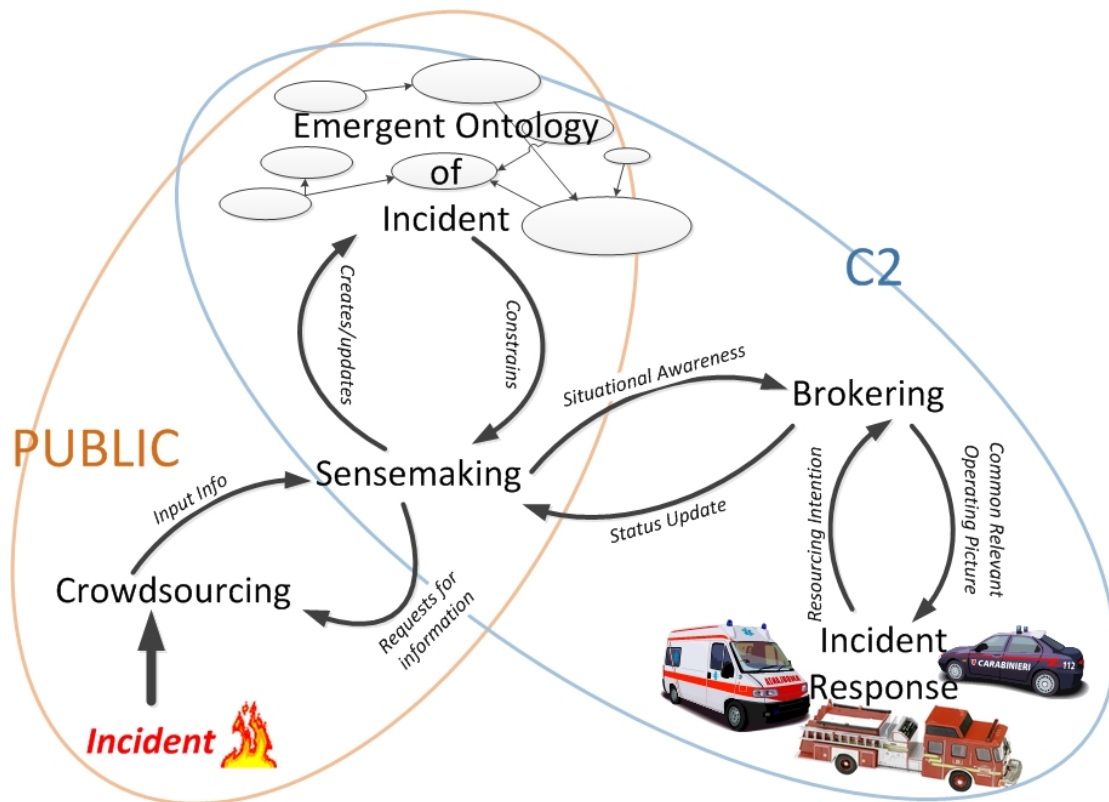 Emergent Ontology
of
Incident
C2
Creates/updates
Constrains
Situational Awareness
Brokering
PUBLIC
Input Info
Sensemaking
Status Update
Resourcing Intention
Common Relevant
Operating Picture
Crowdsourcing
Requests for
information
Incident
Response
AMBULANZA
CARABINIERI
112
Incident